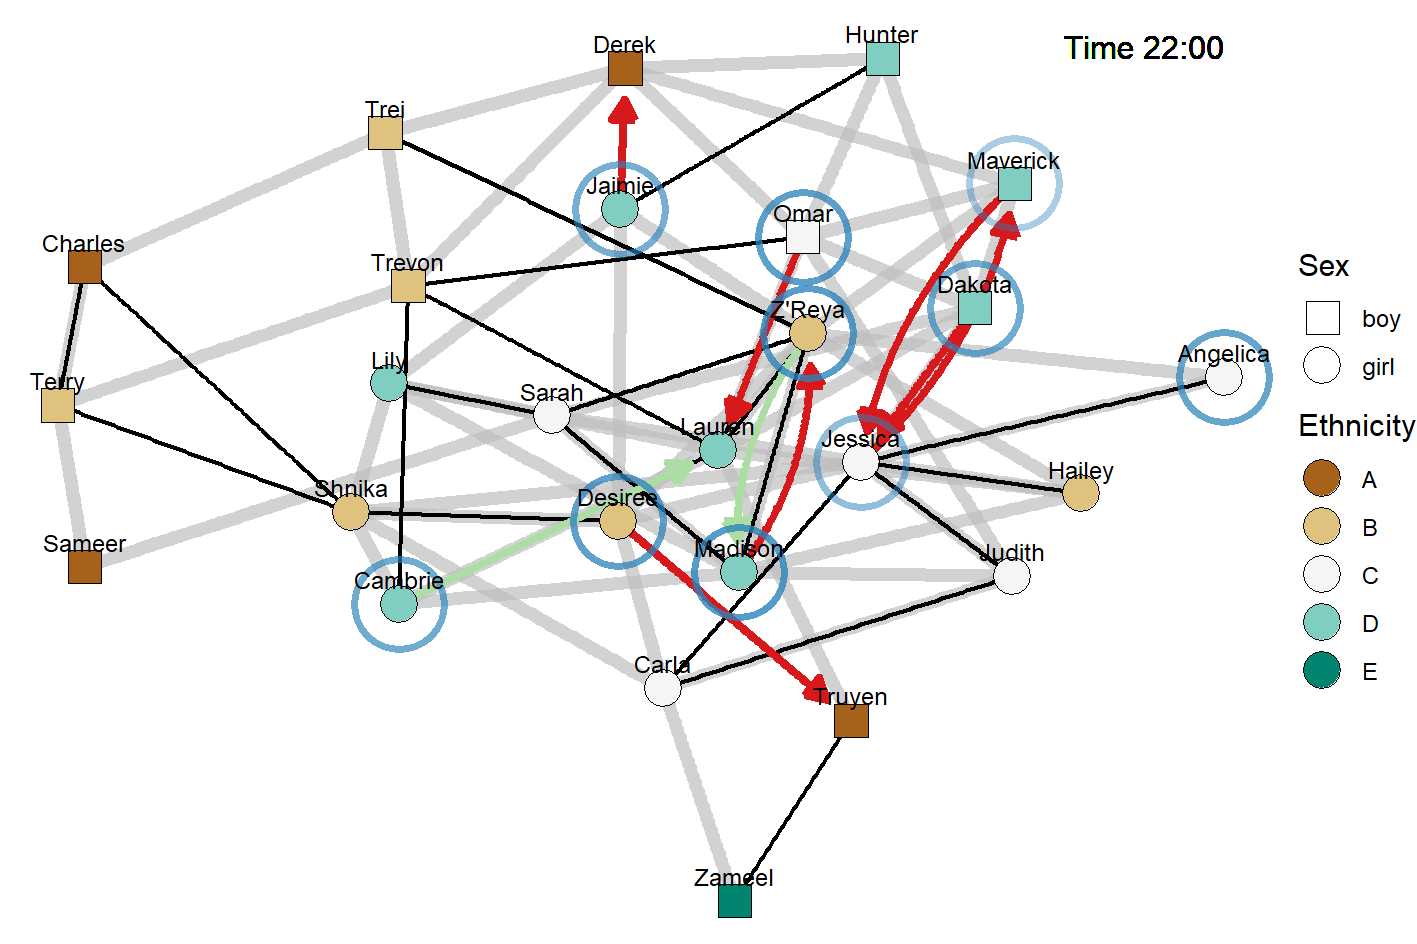 Derek
Hunter
Time 22:00
Trei
Maverick
Jaimie
Omar
Charles
Trevon
Dakota
Z'Reya
Angelica
Lily
Terry
Sarah
Lauren
Jessica
Hailey
Shnika
Desiree
Sameer
Madison
Judith
Cambrie
Carla
Truyen
Zameel
Sex
boy
girl
Ethnicity
A
B
C
D
E